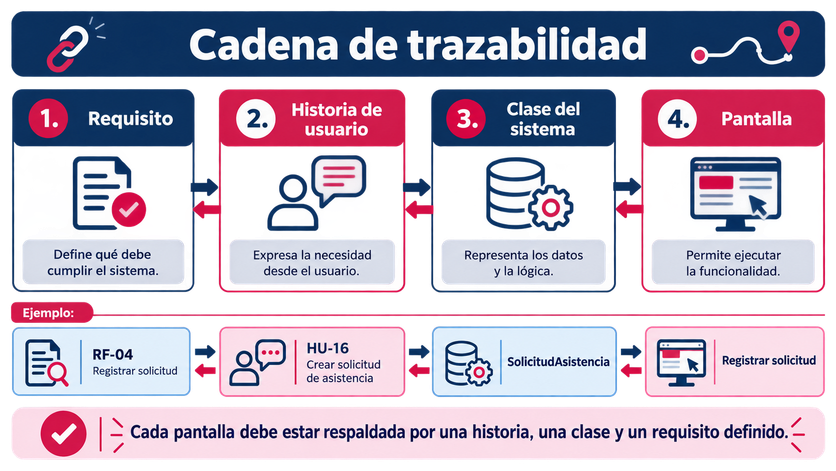 Cadena de trazabilidad
1. Requisito
Define qué debe
cumplir el sistema.
2. Historia de
usuario
Expresa la necesidad
desde el usuario.
3. Clase del
sistema
Representa los datos
y la lógica.
4. Pantalla
Permite ejecutar
la funcionalidad.
Ejemplo:
RF-04
Registrar solicitud
HU-16
Crear solicitud
de asistencia
SolicitudAsistencia
Registrar solicitud
Cada pantalla debe estar respaldada por una historia, una clase y un requisito definido.